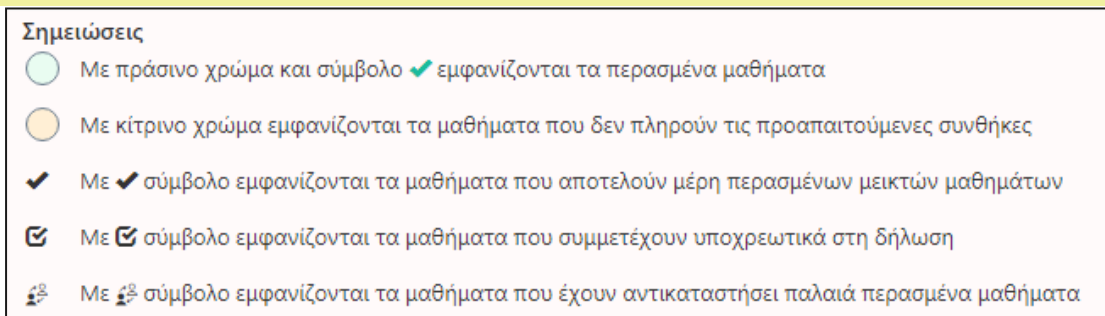 Σημειώσεις
Με πράσινο χρώμα και σύμβολο ✔ εμφανίζονται τα περασμένα μαθήματα
Με κίτρινο χρώμα εμφανίζονται τα μαθήματα που δεν πληρούν τις προαπαιτούμενες συνθήκες
Με ✔ σύμβολο εμφανίζονται τα μαθήματα που αποτελούν μέρη περασμένων μεικτών μαθημάτων
Με σύμβολο εμφανίζονται τα μαθήματα που συμμετέχουν υποχρεωτικά στη δήλωση
Με σύμβολο εμφανίζονται τα μαθήματα που έχουν αντικαταστήσει παλαιά περασμένα μαθήματα